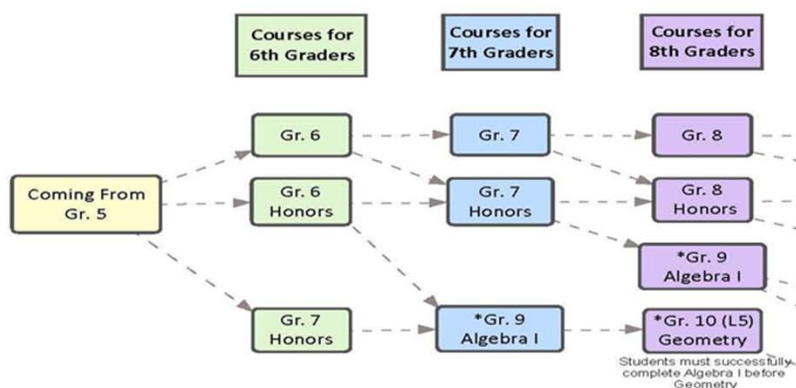 Courses for
6th Graders
Courses for
7th Graders
Courses for
8th Graders
Coming From
Gr. 5
Gr. 6
Gr. 7
Gr. 8
Gr. 6
Honors
Gr. 7
Honors
Gr. 8
Honors
*Gr. 9
Algebra I
Gr. 7
Honors
*Gr. 9
Algebra I
*Gr. 10 (L5)
Geometry
Students must successfully
complete Algebra I before
Geometry